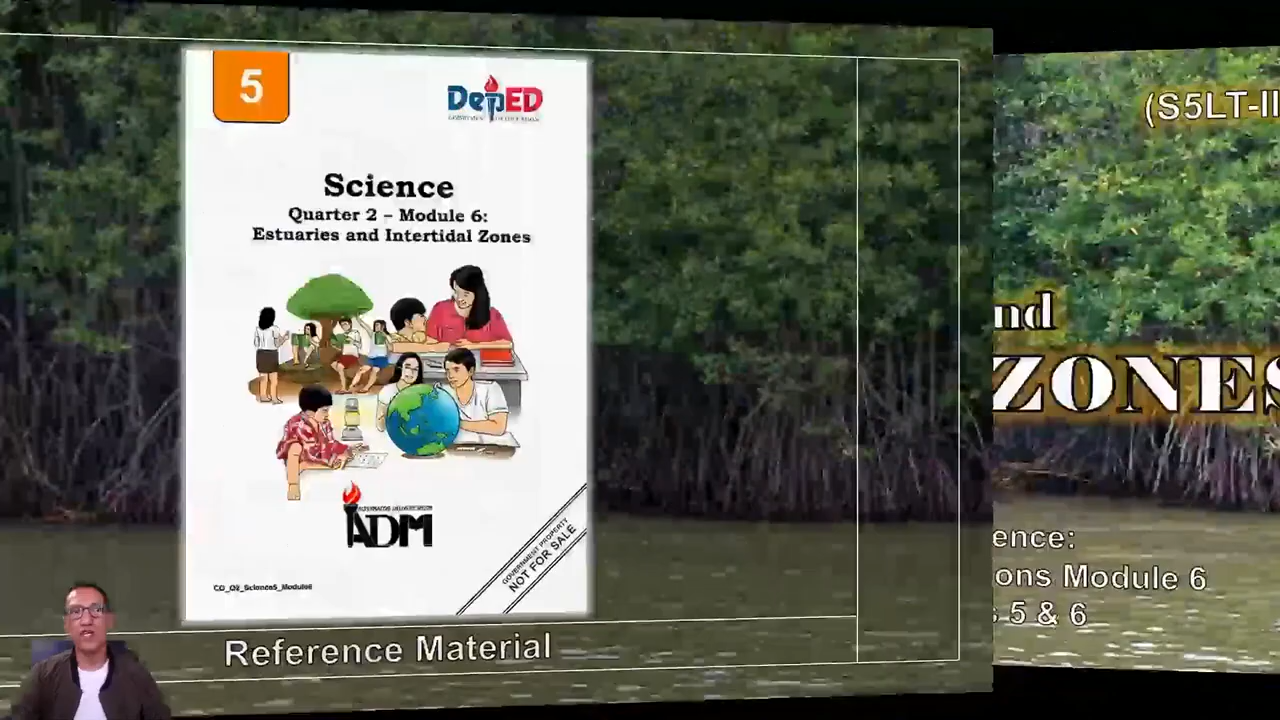 5
DepED
Science
Quarter 2 – Module 6:
Estuaries and Intertidal Zones
ADM
GOVERNMENT PROPERTY
NOT FOR SALE
CO_Q2_Science5_Module6
Reference Material
(S5LT-II
nd
ZONES
ence:
ons Module 6
5 & 6